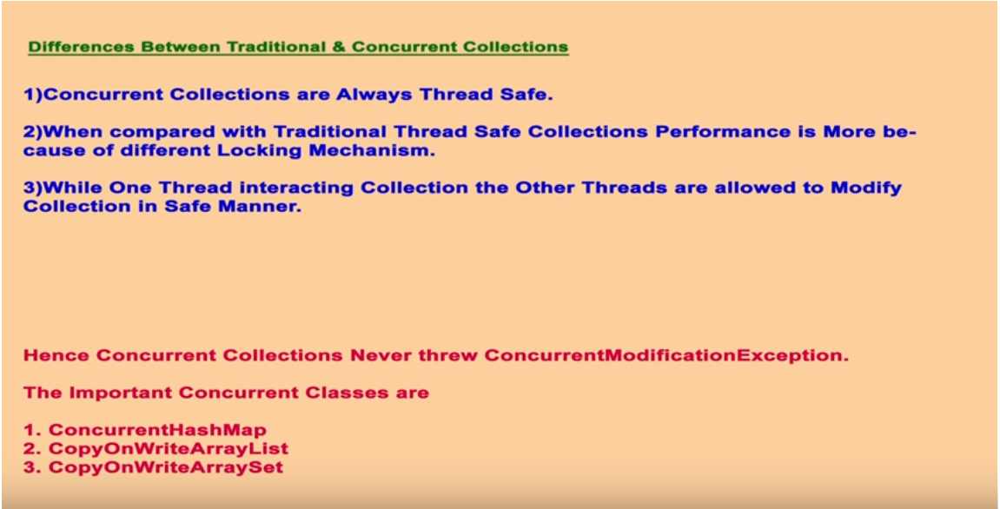 Differences Between Traditional & Concurrent Collections
1)Concurrent Collections are Always Thread Safe.
2)When compared with Traditional Thread Safe Collections Performance is More be-
cause of different Locking Mechanism.
3)While One Thread interacting Collection the Other Threads are allowed to Modify
Collection in Safe Manner.
Hence Concurrent Collections Never threw ConcurrentModificationException.
The Important Concurrent Classes are
1. ConcurrentHashMap
2. CopyOnWriteArrayList
3. CopyOnWriteArraySet